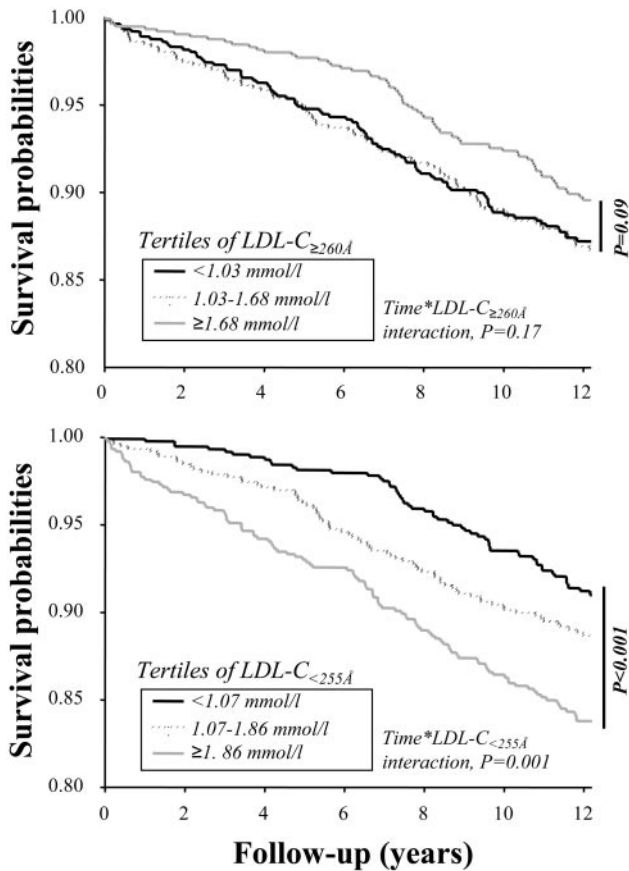 Survival probabilities
1.00
0.95
0.90
0.85
0.80
Tertiles of LDL-C≥260Å
<1.03 mmol/l
1.03-1.68 mmol/l
≥1.68 mmol/l
Time*LDL-C≥260Å
interaction, P=0.17
P=0.09
0 2 4 6 8 10 12
Survival probabilities
1.00
0.95
0.90
0.85
0.80
Tertiles of LDL-C<255Å
<1.07 mmol/l
1.07-1.86 mmol/l
≥1. 86 mmol/l
Time*LDL-C<255Å
interaction, P=0.001
P<0.001
0 2 4 6 8 10 12
Follow-up (years)